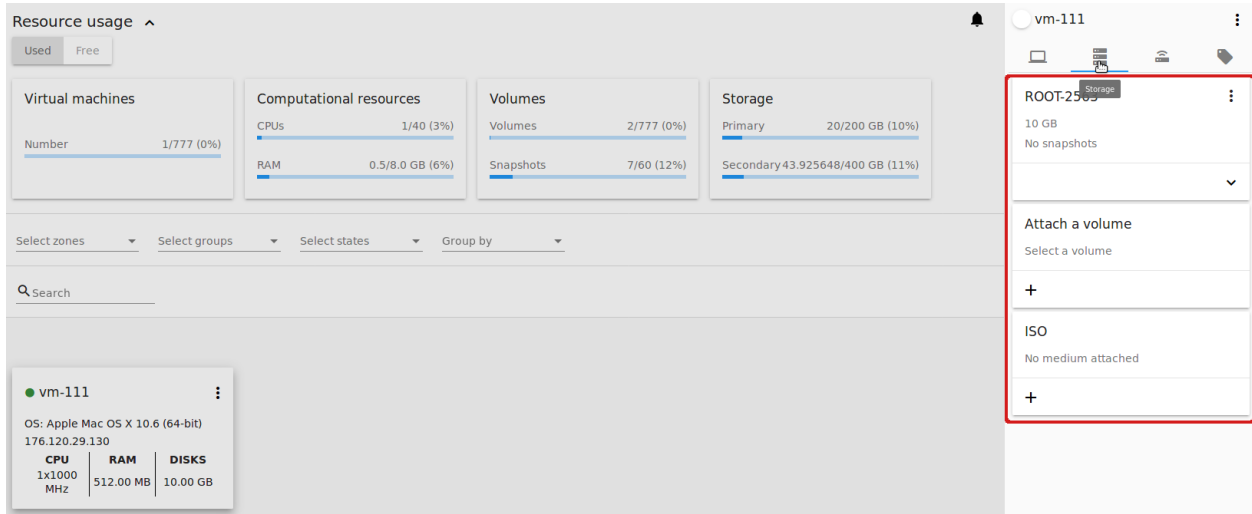 Resource usage
Used Free
Virtual machines
Number 1/777 (0%)
Computational resources
CPUs 1/40 (3%)
RAM 0.5/8.0 GB (6%)
Volumes
Volumes 2/777 (0%)
Snapshots 7/60 (12%)
Storage
Primary 20/200 GB (10%)
Secondary 43.925648/400 GB (11%)
Select zones Select groups Select states Group by
Search
vm-111
OS: Apple Mac OS X 10.6 (64-bit)
176.120.29.130
CPU RAM DISKS
1x1000 MHz 512.00 MB 10.00 GB
vm-111
Storage
ROOT-2563
10 GB
No snapshots
Attach a volume
Select a volume
+
ISO
No medium attached
+